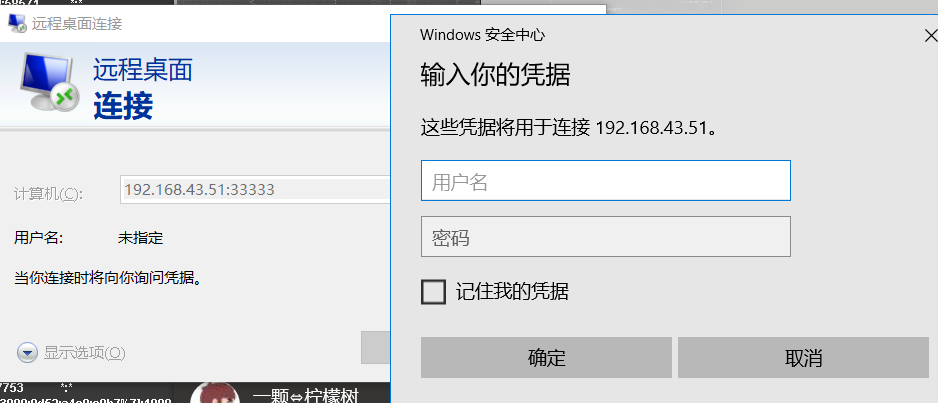 远程桌面连接
远程桌面
连接
计算机(C):
192.168.43.51:33333
用户名:
未指定
当你连接时将向你询问凭据。
显示选项(O)
Windows 安全中心
输入你的凭据
这些凭据将用于连接 192.168.43.51。
用户名
密码
记住我的凭据
确定
取消
7753 *:*
一颗⇔柠檬树